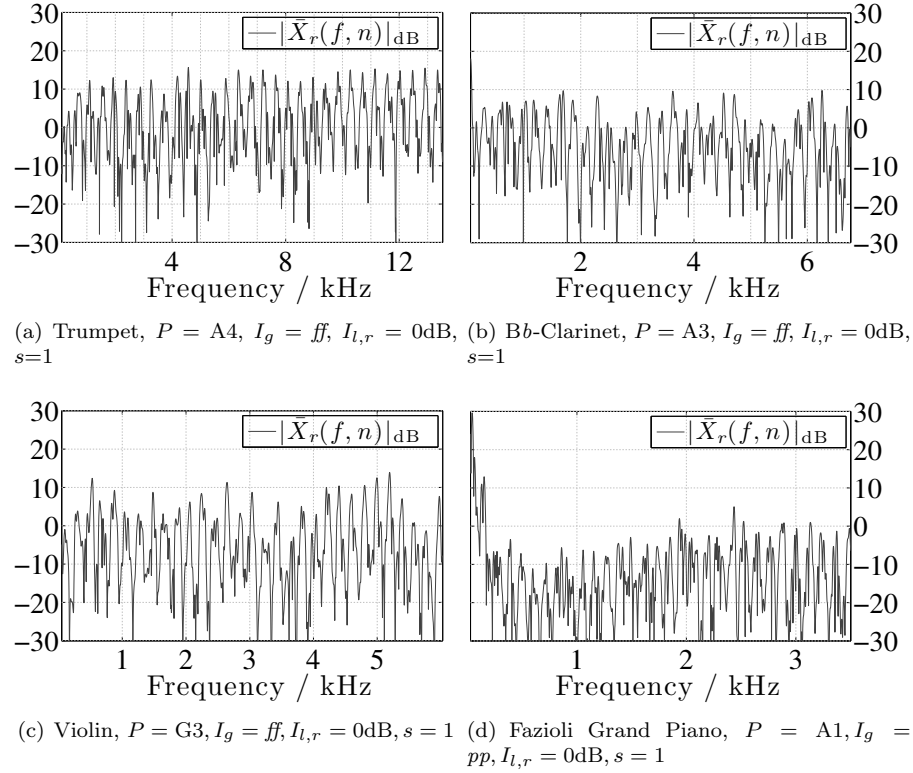 30
20
10
0
−10
−20
−30
|X̄r(f, n)|dB
4 8 12
Frequency / kHz
|X̄r(f, n)|dB
30
20
10
0
−10
−20
−30
2 4 6
Frequency / kHz
(a) Trumpet, P = A4, Ig = ff, Il,r = 0dB,
s=1
(b) Bb-Clarinet, P = A3, Ig = ff, Il,r = 0dB,
s=1
30
20
10
0
−10
−20
−30
|X̄r(f, n)|dB
1 2 3 4 5
Frequency / kHz
|X̄r(f, n)|dB
30
20
10
0
−10
−20
−30
1 2 3
Frequency / kHz
(c) Violin, P = G3, Ig = ff, Il,r = 0dB, s = 1
(d) Fazioli Grand Piano, P = A1, Ig =
pp, Il,r = 0dB, s = 1